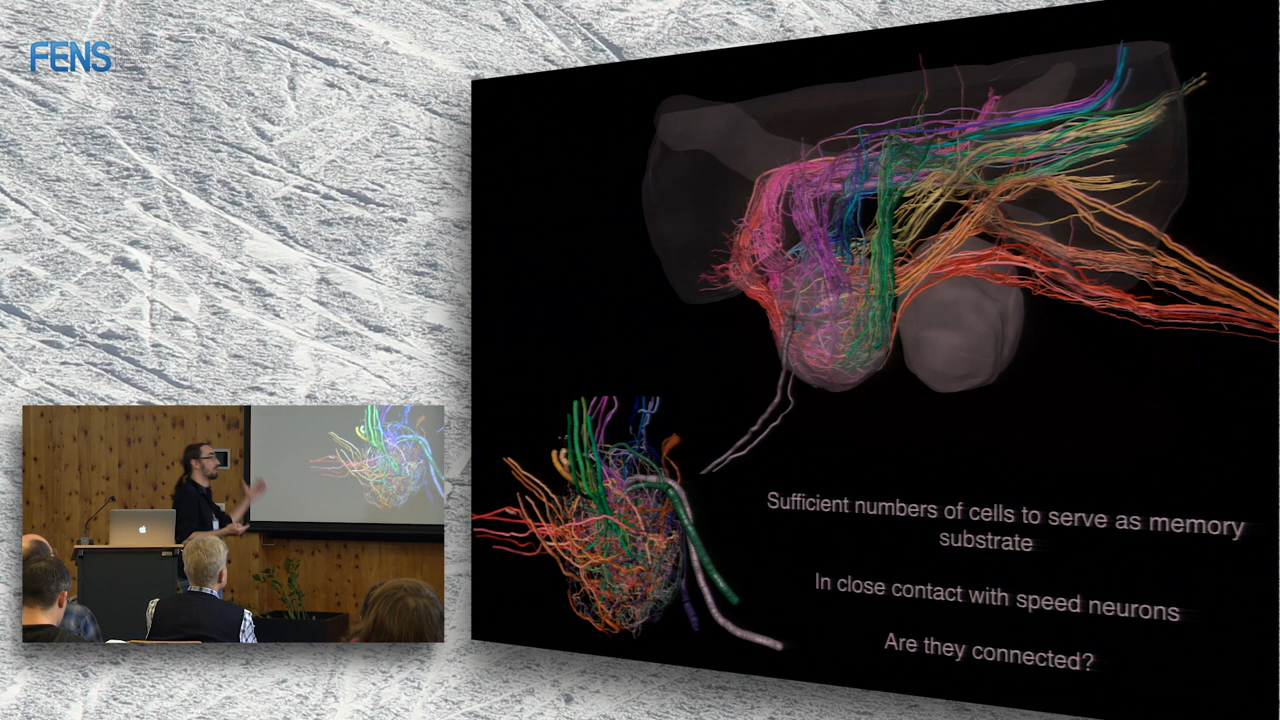 FENS
Sufficient numbers of cells to serve as memory
substrate
In close contact with speed neurons
Are they connected?